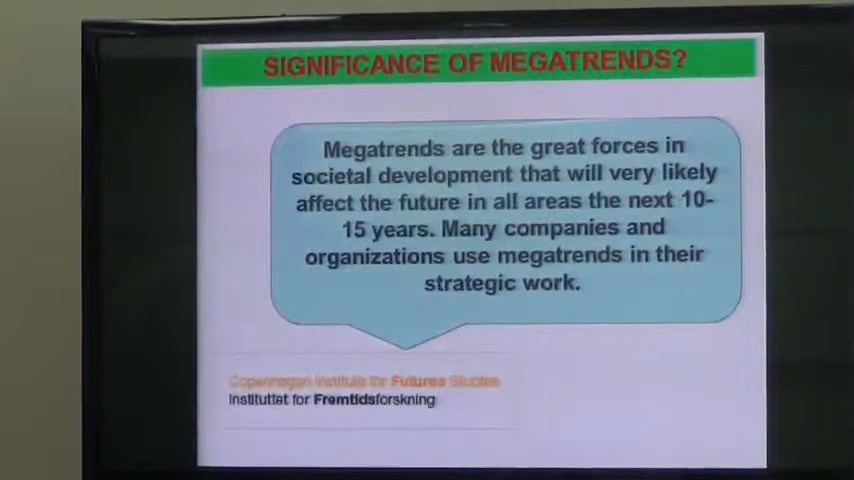 SIGNIFICANCE OF MEGATRENDS?
Megatrends are the great forces in
societal development that will very likely
affect the future in all areas the next 10-
15 years. Many companies and
organizations use megatrends in their
strategic work.
Copenhagen Institute for Futures Studies
Instituttet for Fremtidsforskning